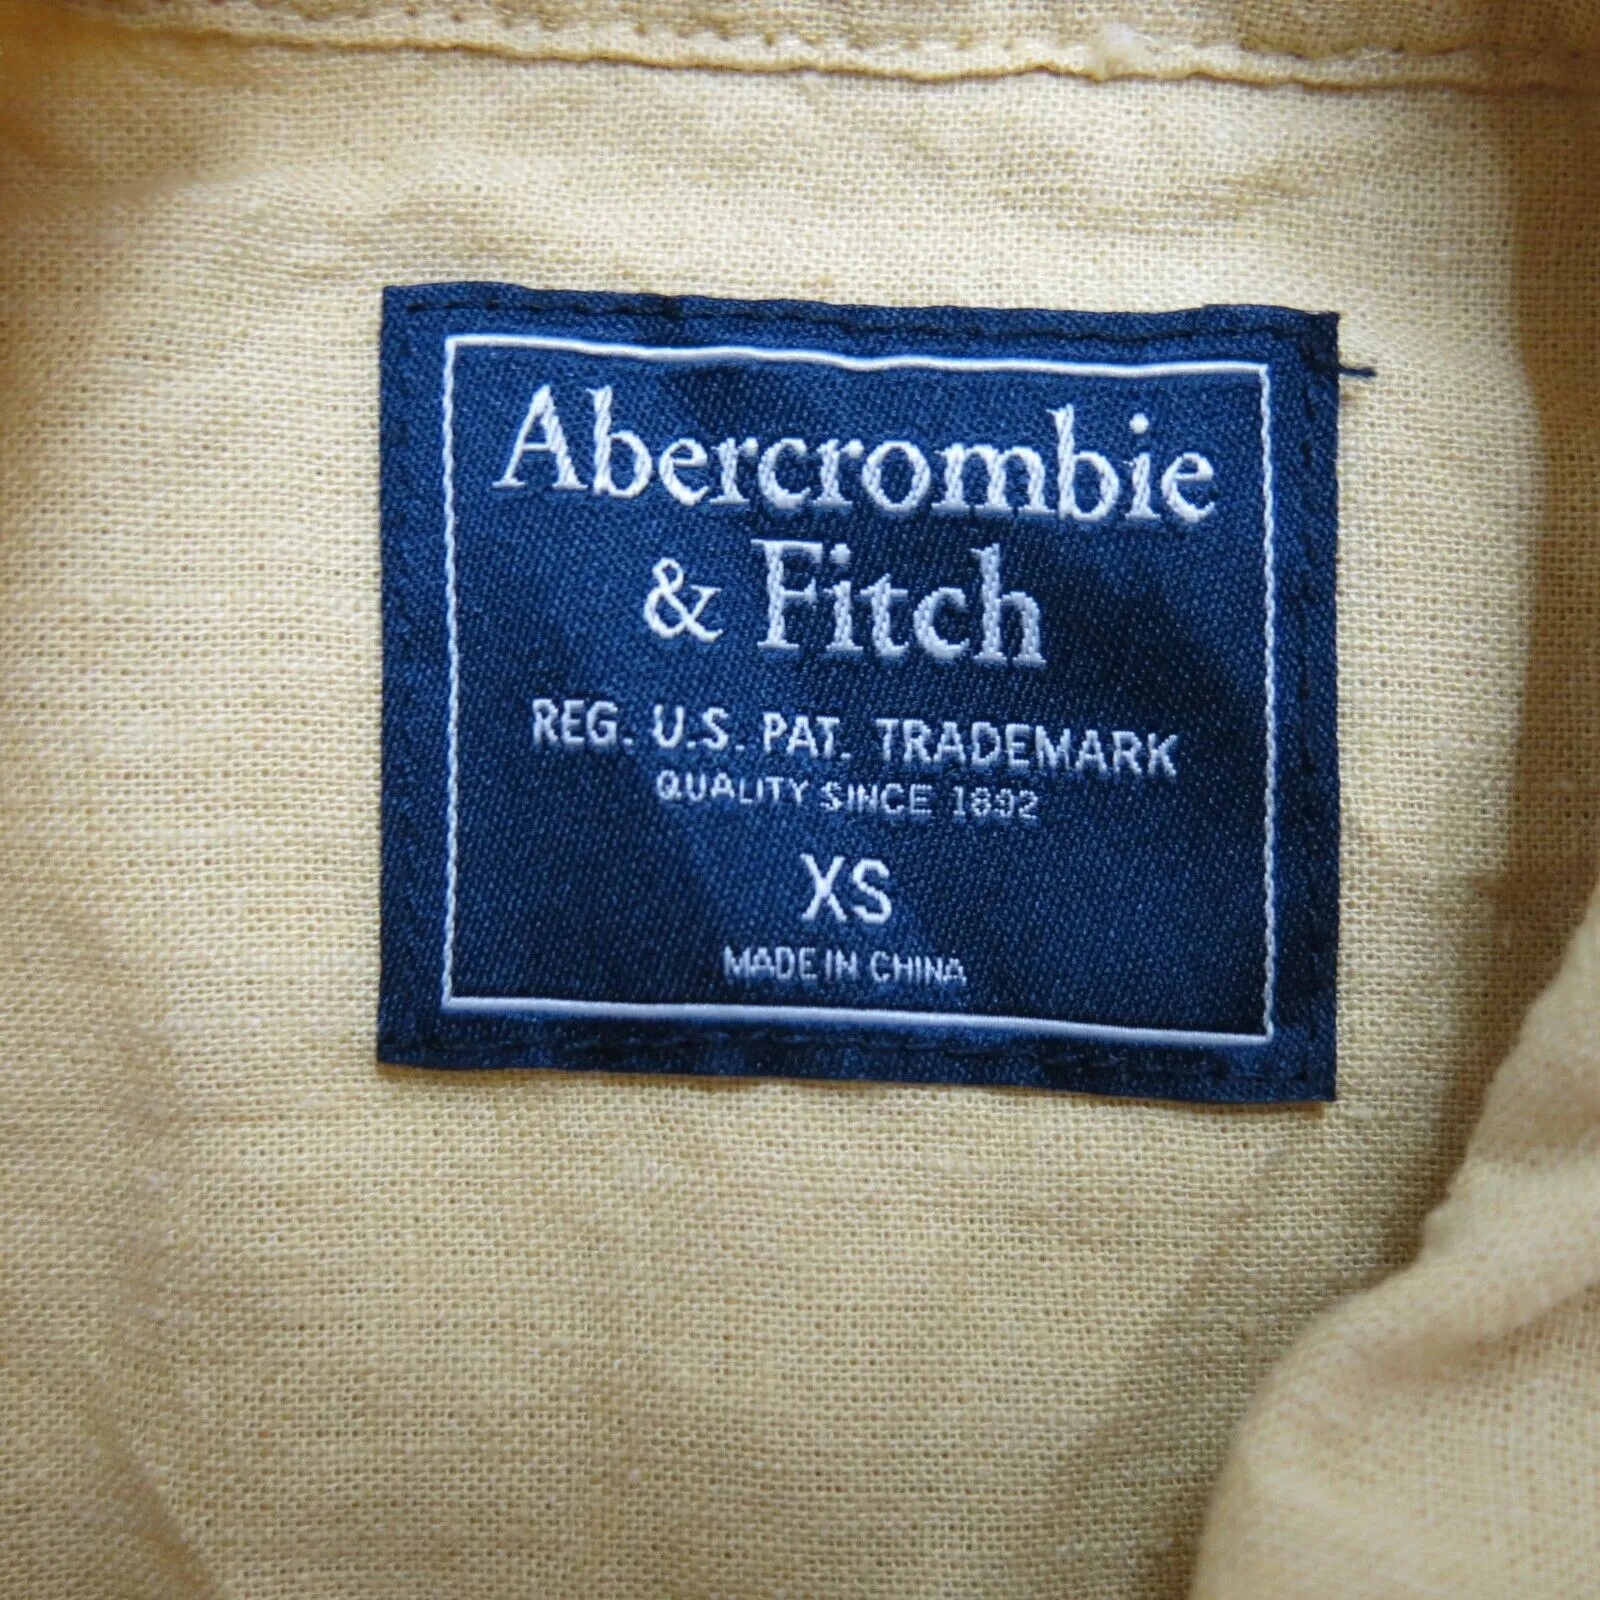 Abercrombie
& Fitch
REG. U.S. PAT. TRADEMARK
QUALITY SINCE 1892
XS
MADE IN CHINA